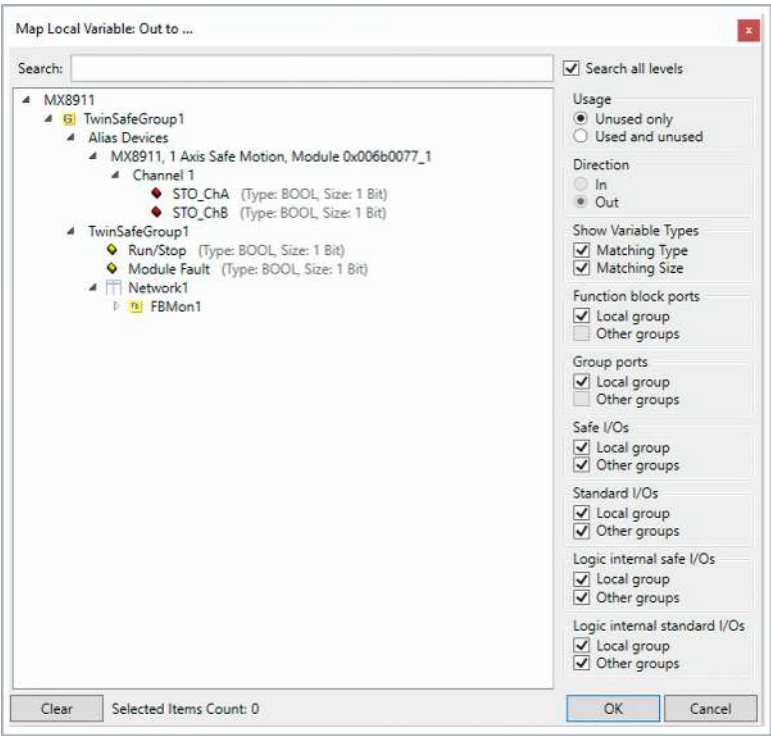 Map Local Variable: Out to ...
x
Search:
Search all levels
MX8911
TwinSafeGroup1
Alias Devices
MX8911, 1 Axis Safe Motion, Module 0x006b0077_1
Channel 1
STO_ChA (Type: BOOL, Size: 1 Bit)
STO_ChB (Type: BOOL, Size: 1 Bit)
TwinSafeGroup1
Run/Stop (Type: BOOL, Size: 1 Bit)
Module Fault (Type: BOOL, Size: 1 Bit)
Network1
FBMon1
Usage
Unused only
Used and unused
Direction
In
Out
Show Variable Types
Matching Type
Matching Size
Function block ports
Local group
Other groups
Group ports
Local group
Other groups
Safe I/Os
Local group
Other groups
Standard I/Os
Local group
Other groups
Logic internal safe I/Os
Local group
Other groups
Logic internal standard I/Os
Local group
Other groups
Clear
Selected Items Count: 0
OK
Cancel